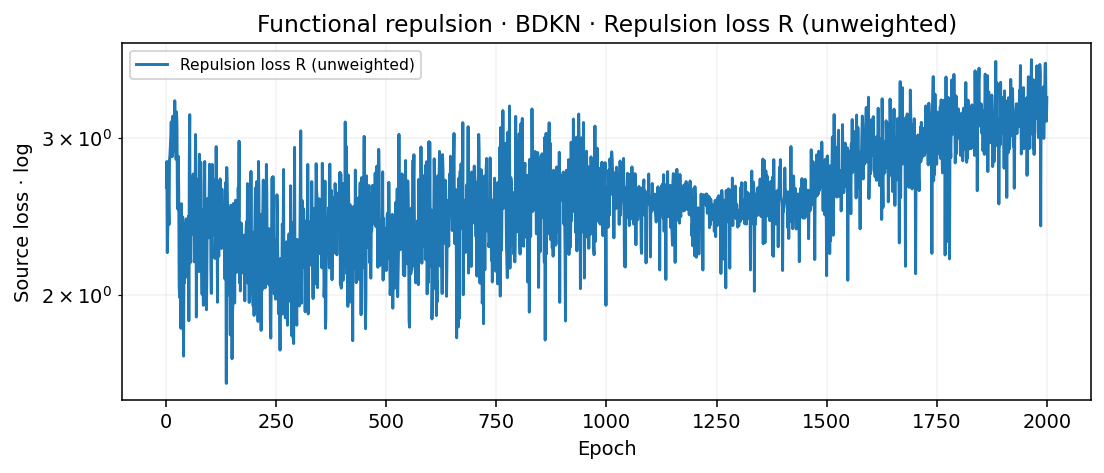 Functional repulsion · BDKN · Repulsion loss R (unweighted)
Repulsion loss R (unweighted)
Source loss · log
3 × 10⁰
2 × 10⁰
0 250 500 750 1000 1250 1500 1750 2000
Epoch